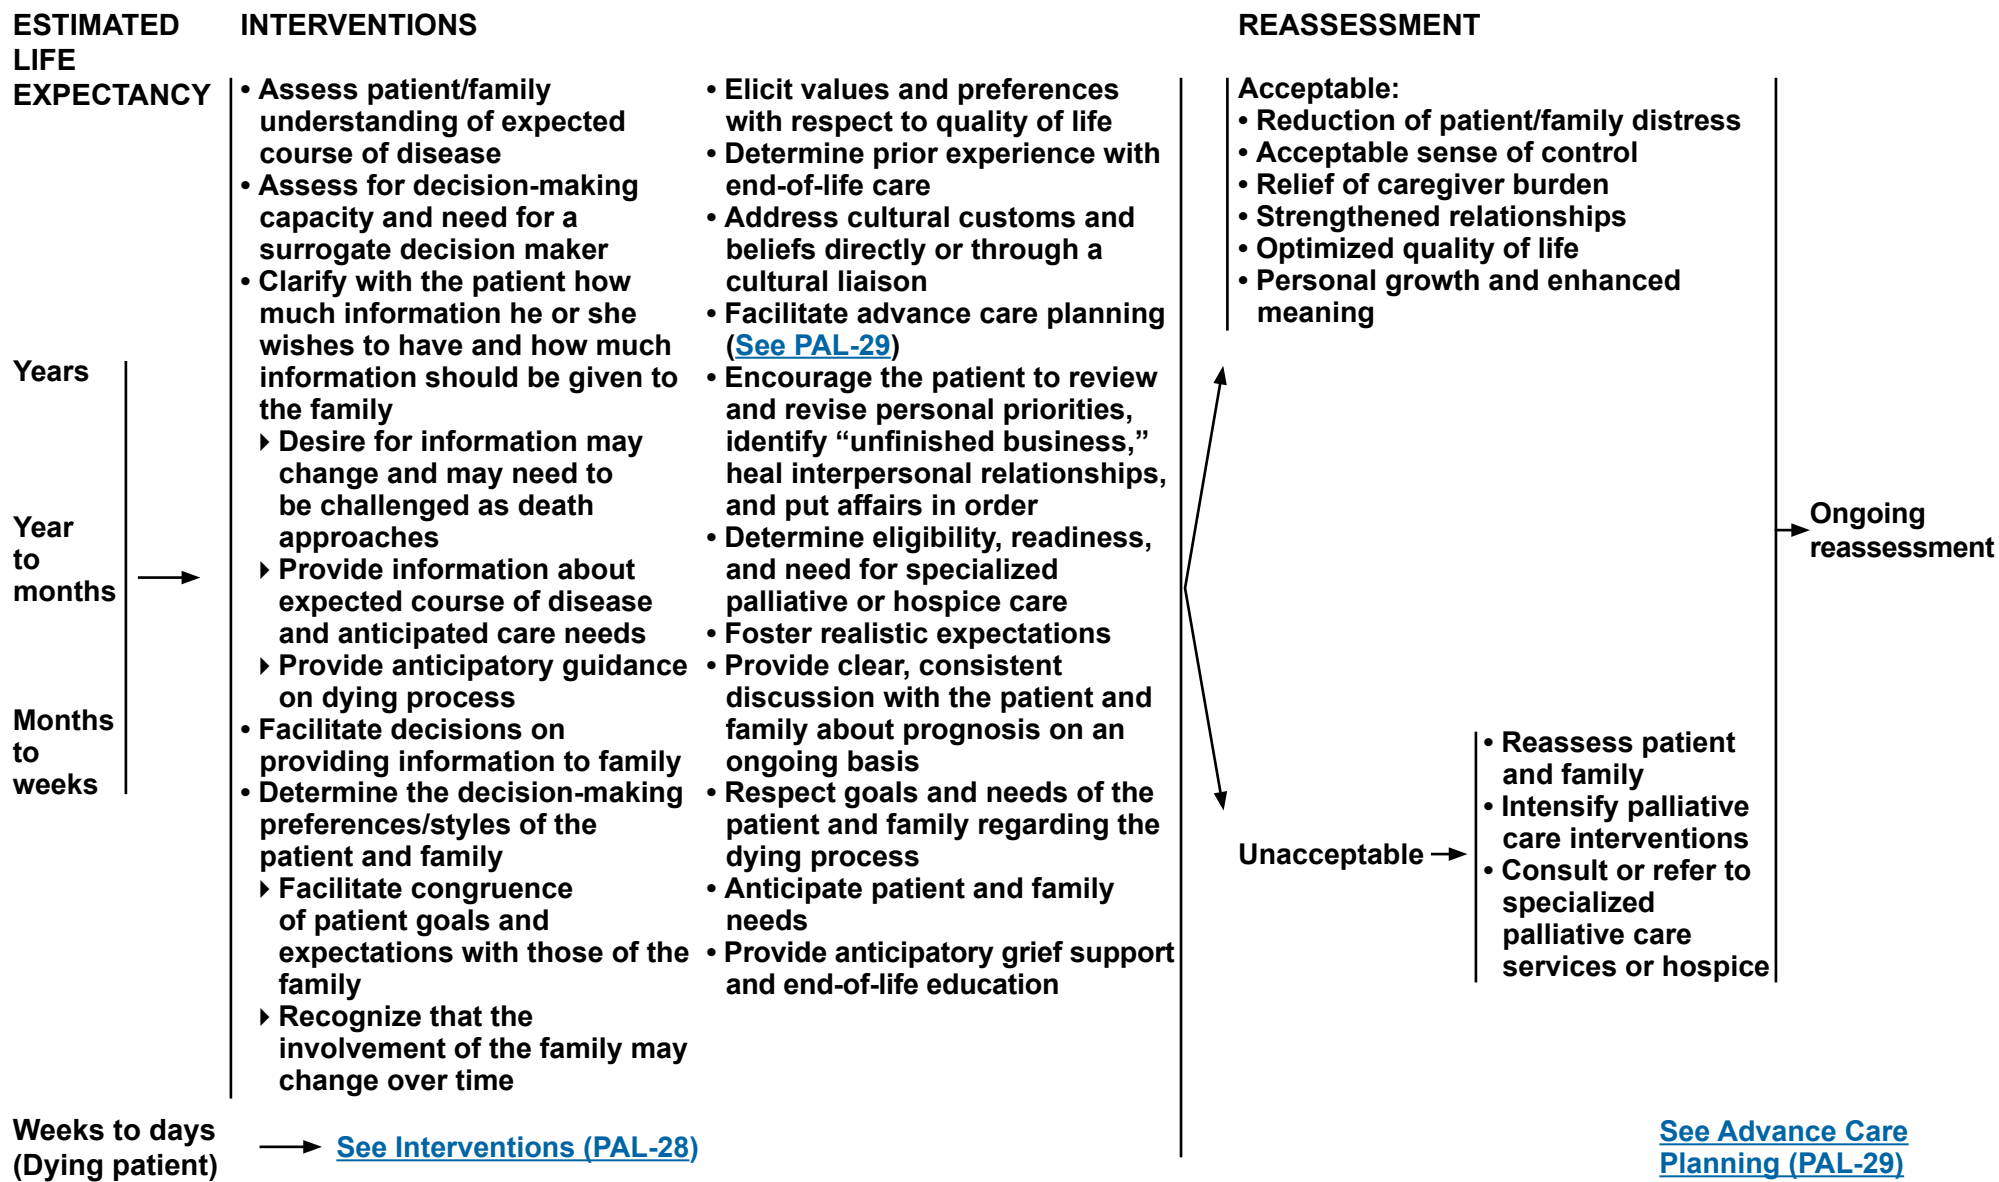 ESTIMATED
LIFE
EXPECTANCY
Years
Year
to
months
Months
to
weeks
Weeks to days
(Dying patient)
INTERVENTIONS
• Assess patient/family
understanding of expected
course of disease
• Assess for decision-making
capacity and need for a
surrogate decision maker
• Clarify with the patient how
much information he or she
wishes to have and how much
information should be given to
the family
▸ Desire for information may
change and may need to
be challenged as death
approaches
▸ Provide information about
expected course of disease
and anticipated care needs
▸ Provide anticipatory guidance
on dying process
• Facilitate decisions on
providing information to family
• Determine the decision-making
preferences/styles of the
patient and family
▸ Facilitate congruence
of patient goals and
expectations with those of the
family
▸ Recognize that the
involvement of the family may
change over time
See Interventions (PAL-28)
• Elicit values and preferences
with respect to quality of life
• Determine prior experience with
end-of-life care
• Address cultural customs and
beliefs directly or through a
cultural liaison
• Facilitate advance care planning
(See PAL-29)
• Encourage the patient to review
and revise personal priorities,
identify “unfinished business,”
heal interpersonal relationships,
and put affairs in order
• Determine eligibility, readiness,
and need for specialized
palliative or hospice care
• Foster realistic expectations
• Provide clear, consistent
discussion with the patient and
family about prognosis on an
ongoing basis
• Respect goals and needs of the
patient and family regarding the
dying process
• Anticipate patient and family
needs
• Provide anticipatory grief support
and end-of-life education
REASSESSMENT
Acceptable:
• Reduction of patient/family distress
• Acceptable sense of control
• Relief of caregiver burden
• Strengthened relationships
• Optimized quality of life
• Personal growth and enhanced
meaning
Unacceptable
• Reassess patient
and family
• Intensify palliative
care interventions
• Consult or refer to
specialized
palliative care
services or hospice
Ongoing
reassessment
See Advance Care
Planning (PAL-29)